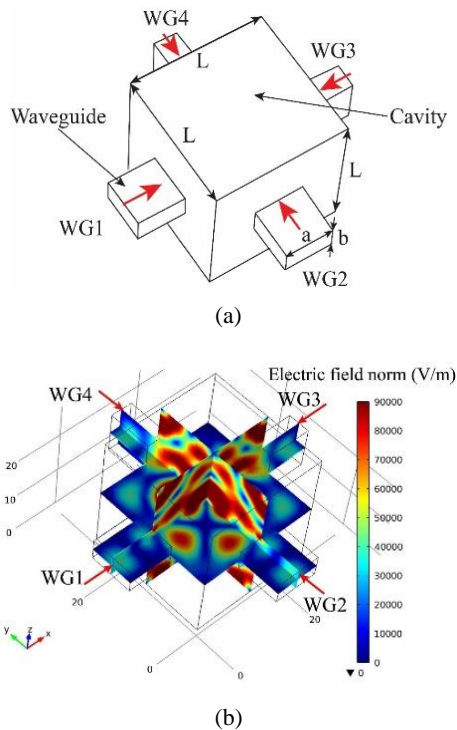 WG4
L
WG3
Waveguide
L
Cavity
L
WG1
a
b
WG2
(a)
Electric field norm (V/m)
WG4
WG3
90000
80000
70000
60000
50000
40000
30000
20000
10000
0
▼ 0
20
10
0
WG1
20
WG2
20
0
0
y z x
(b)